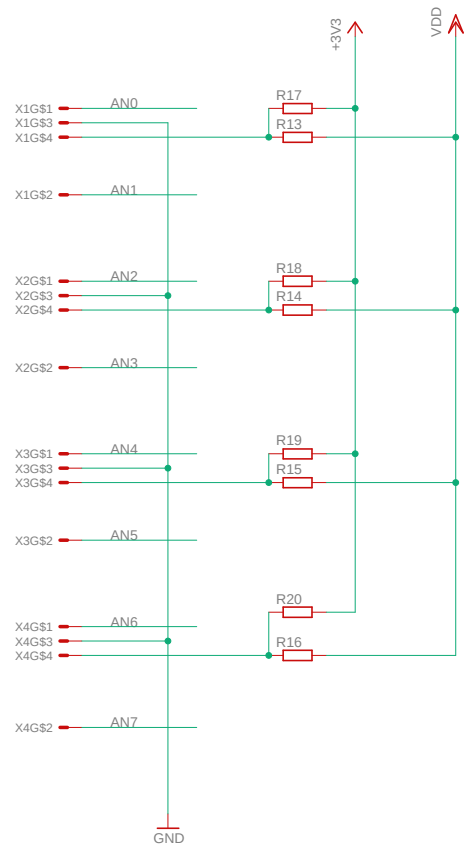 +3V3
VDD
X1G$1 AN0 R17
X1G$3
X1G$4 R13
X1G$2 AN1
X2G$1 AN2 R18
X2G$3
X2G$4 R14
X2G$2 AN3
X3G$1 AN4 R19
X3G$3
X3G$4 R15
X3G$2 AN5
R20
X4G$1 AN6
X4G$3
X4G$4 R16
X4G$2 AN7
GND